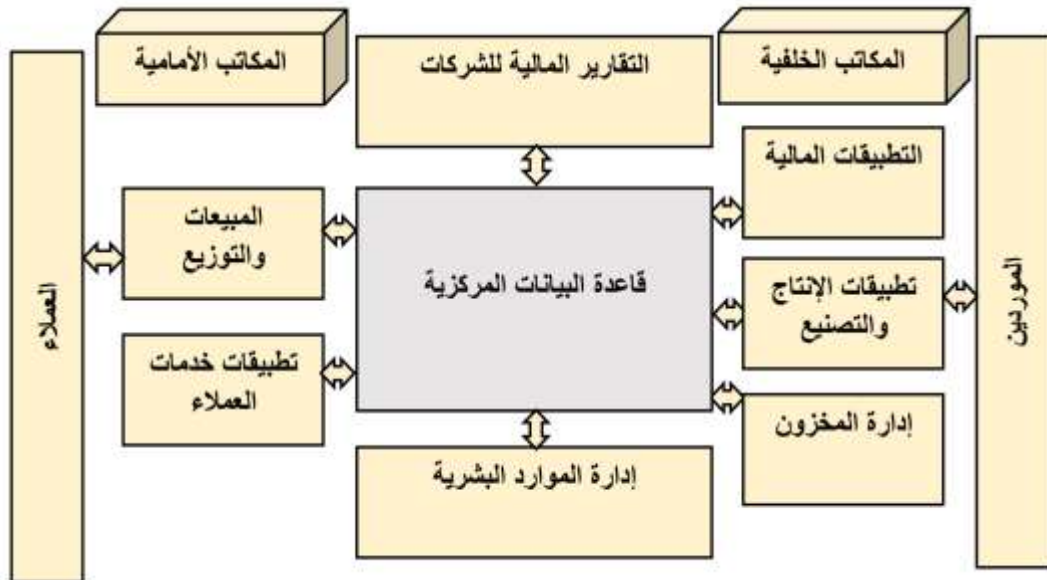 المكاتب الخلفية
التقارير المالية للشركات
المكاتب الأمامية
التطبيقات المالية
المبيعات
والتوزيع
قاعدة البيانات المركزية
تطبيقات الإنتاج
والتصنيع
الموردين
العملاء
تطبيقات خدمات
العملاء
إدارة المخزون
إدارة الموارد البشرية